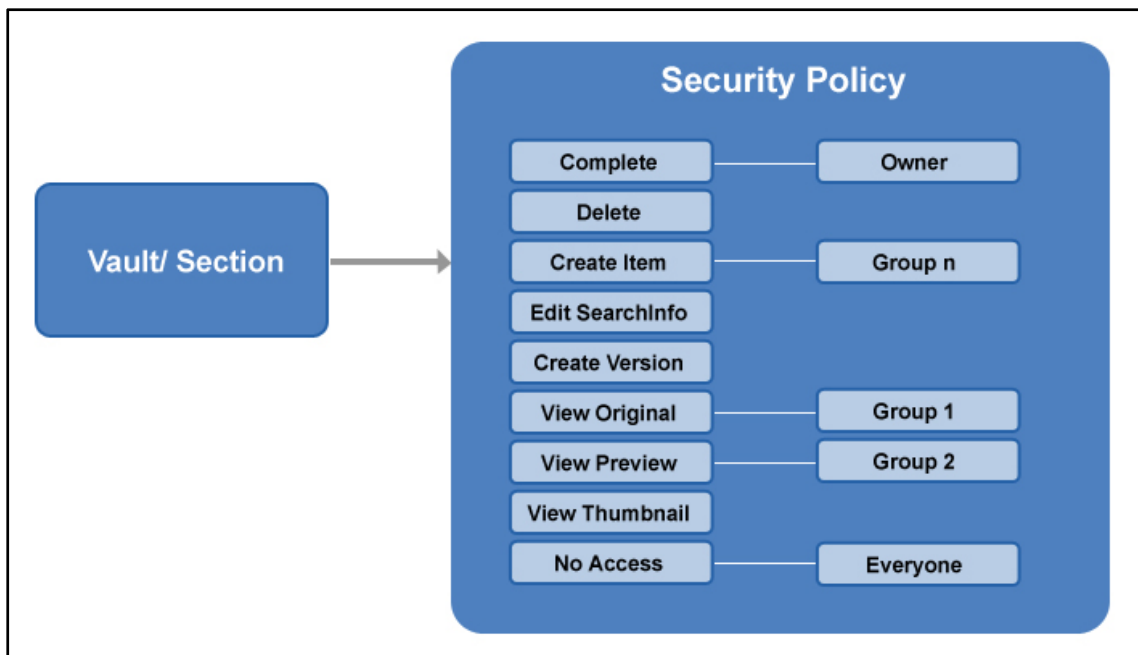 Security Policy
Vault/ Section
Complete
Owner
Delete
Create Item
Group n
Edit SearchInfo
Create Version
View Original
Group 1
View Preview
Group 2
View Thumbnail
No Access
Everyone